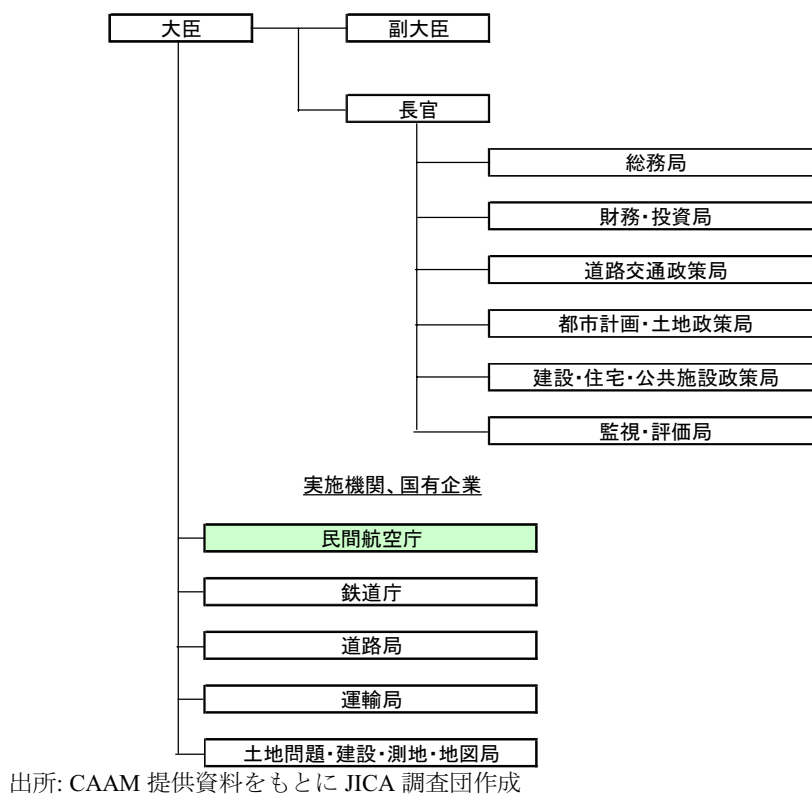 大臣
副大臣
長官
総務局
財務・投資局
道路交通政策局
都市計画・土地政策局
建設・住宅・公共施設政策局
監視・評価局
実施機関、国有企業
民間航空庁
鉄道庁
道路局
運輸局
土地問題・建設・測地・地図局
出所: CAAM 提供資料をもとに JICA 調査団作成